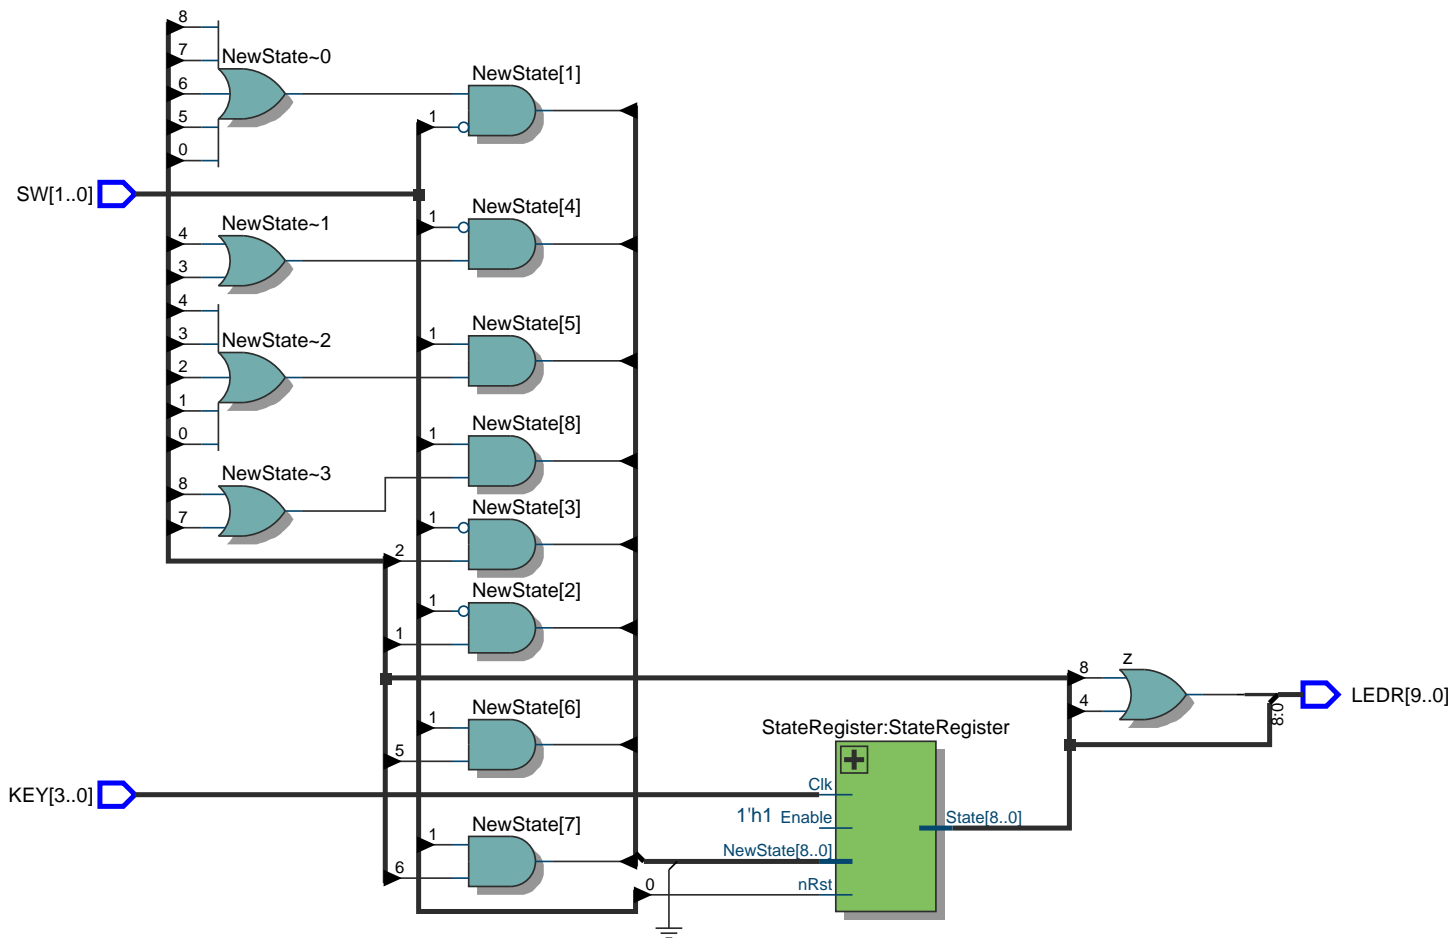 8
NewState~0
7
6
5
0
NewState[1]
1
SW[1..0]
NewState~1
4
3
NewState[4]
1
4
3
NewState~2
2
1
0
NewState[5]
1
NewState[8]
1
NewState~3
8
7
NewState[3]
1
2
NewState[2]
1
1
z
8
4
8:0
LEDR[9..0]
NewState[6]
1
5
StateRegister:StateRegister
KEY[3..0]
Clk
1'h1 Enable
State[8..0]
NewState[8..0]
nRst
NewState[7]
1
6
0